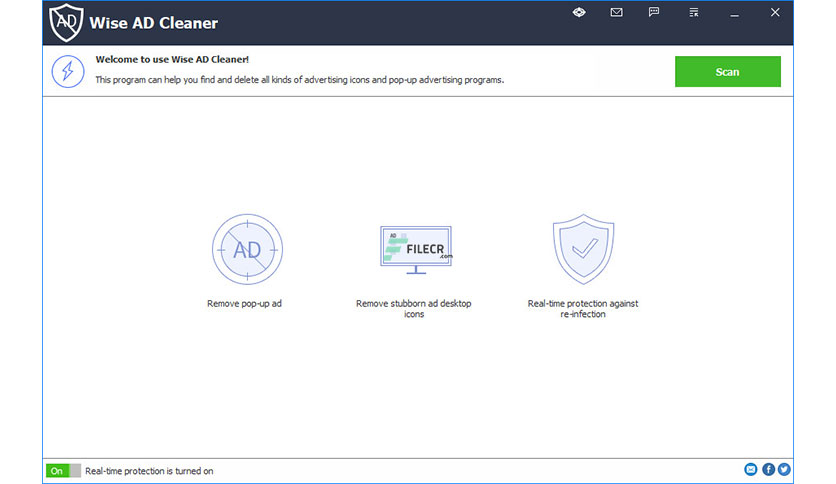 AD
Wise AD Cleaner
Welcome to use Wise AD Cleaner!
This program can help you find and delete all kinds of advertising icons and pop-up advertising programs.
Scan
AD
AD
FILECR
.com
Remove pop-up ad
Remove stubborn ad desktop
icons
Real-time protection against
re-infection
On
Real-time protection is turned on